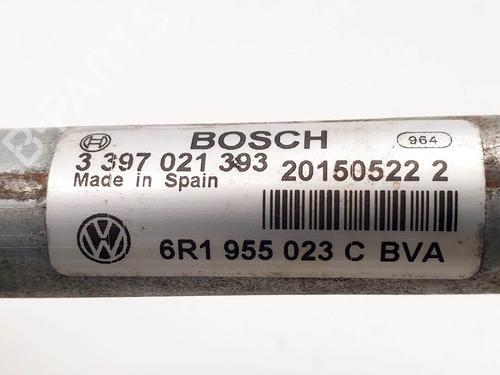 BOSCH
964
3 397 021 393 20150522 2
Made in Spain
6R1 955 023 C BVA